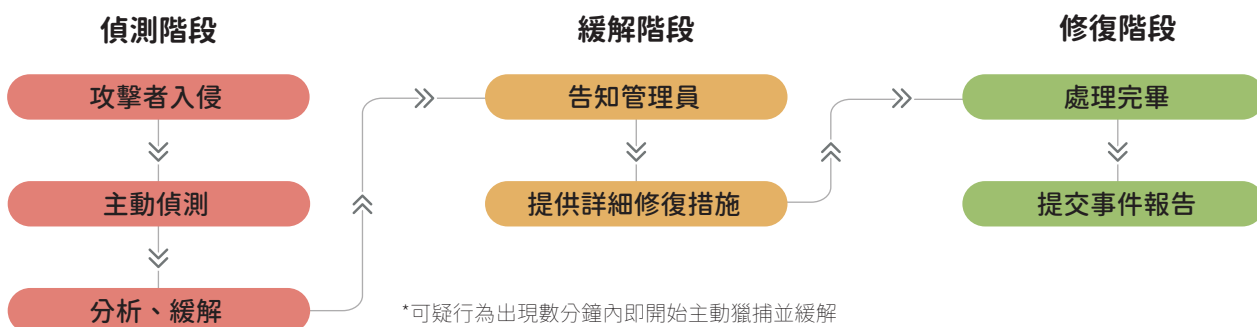 偵測階段
攻擊者入侵
主動偵測
分析、緩解
緩解階段
告知管理員
提供詳細修復措施
修復階段
處理完畢
提交事件報告
*可疑行為出現數分鐘內即開始主動獵捕並緩解